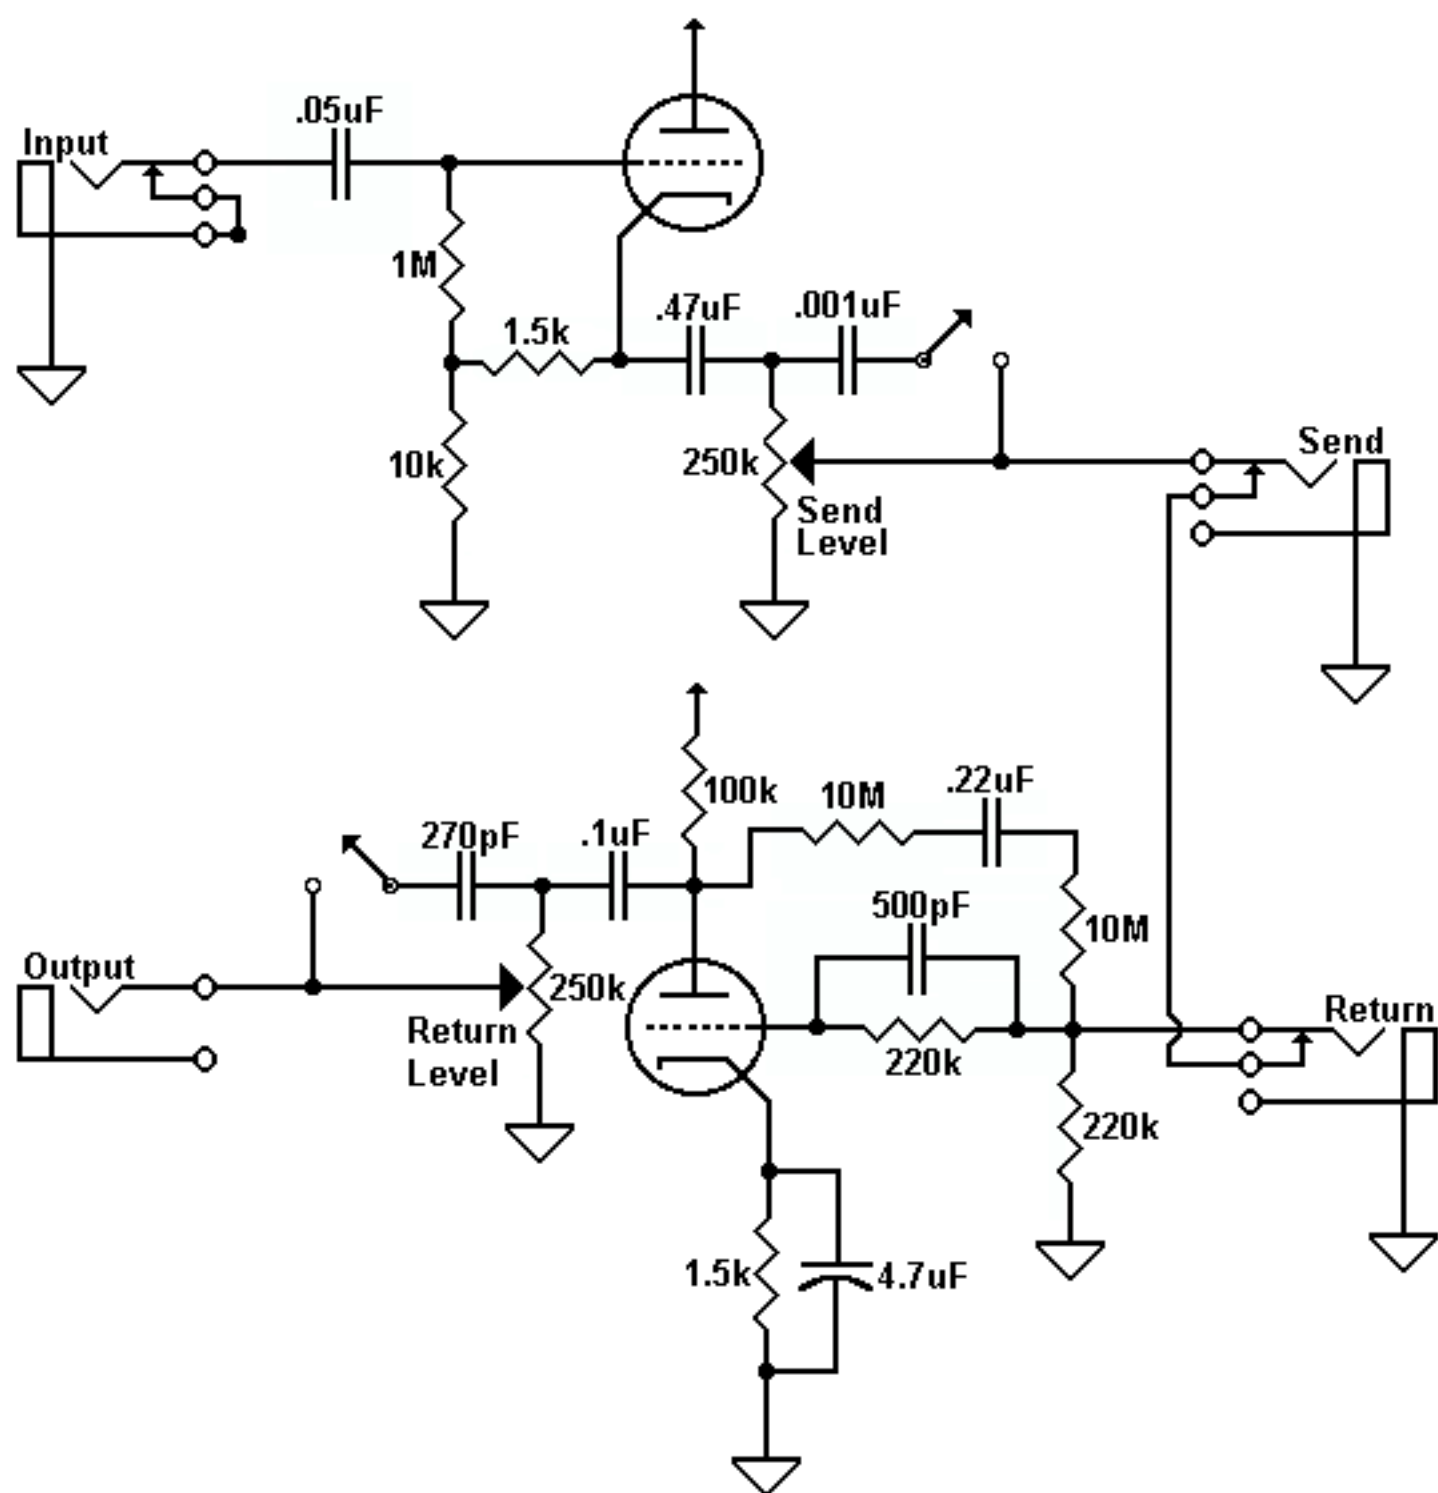 .05uF
Input
1M
1.5k
.47uF
.001uF
10k
250k
Send
Level
Send
100k
10M
.22uF
270pF
.1uF
500pF
10M
Output
250k
Return
Level
220k
Return
220k
1.5k
4.7uF